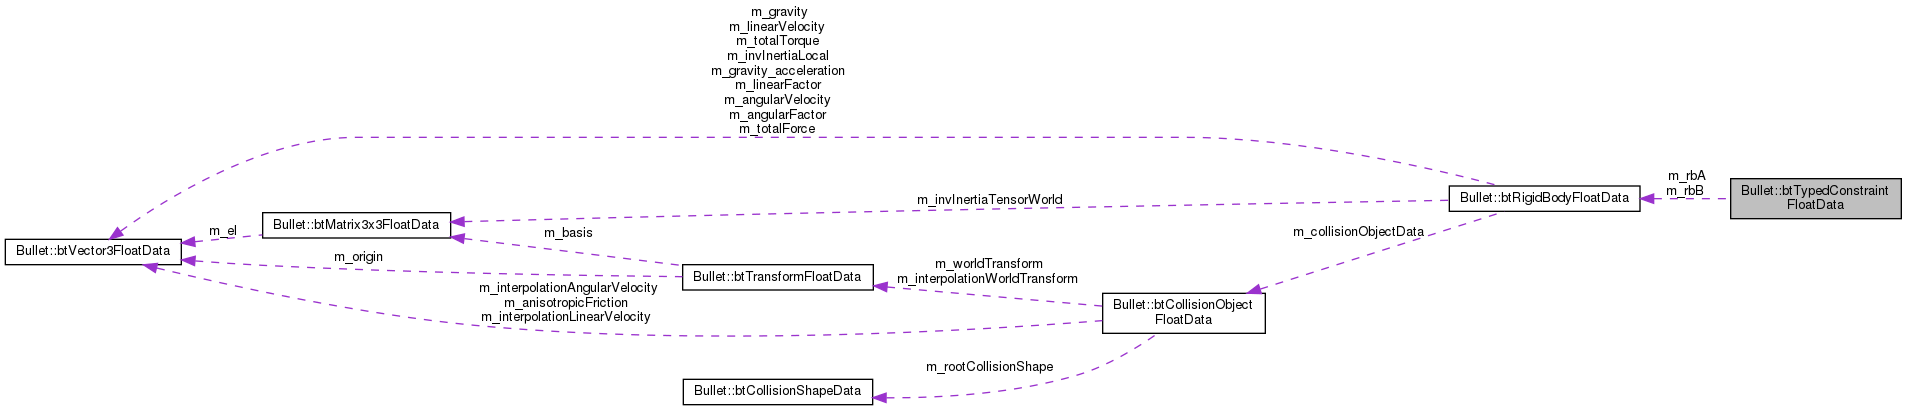 m_gravity
m_linearVelocity
m_totalTorque
m_invInertiaLocal
m_gravity_acceleration
m_linearFactor
m_angularVelocity
m_angularFactor
m_totalForce
m_rbA
m_rbB
Bullet::btTypedConstraint
FloatData
Bullet::btRigidBodyFloatData
m_invInertiaTensorWorld
Bullet::btMatrix3x3FloatData
m_el
m_basis
m_collisionObjectData
Bullet::btVector3FloatData
m_origin
Bullet::btTransformFloatData
m_worldTransform
m_interpolationWorldTransform
m_interpolationAngularVelocity
m_anisotropicFriction
m_interpolationLinearVelocity
Bullet::btCollisionObject
FloatData
m_rootCollisionShape
Bullet::btCollisionShapeData